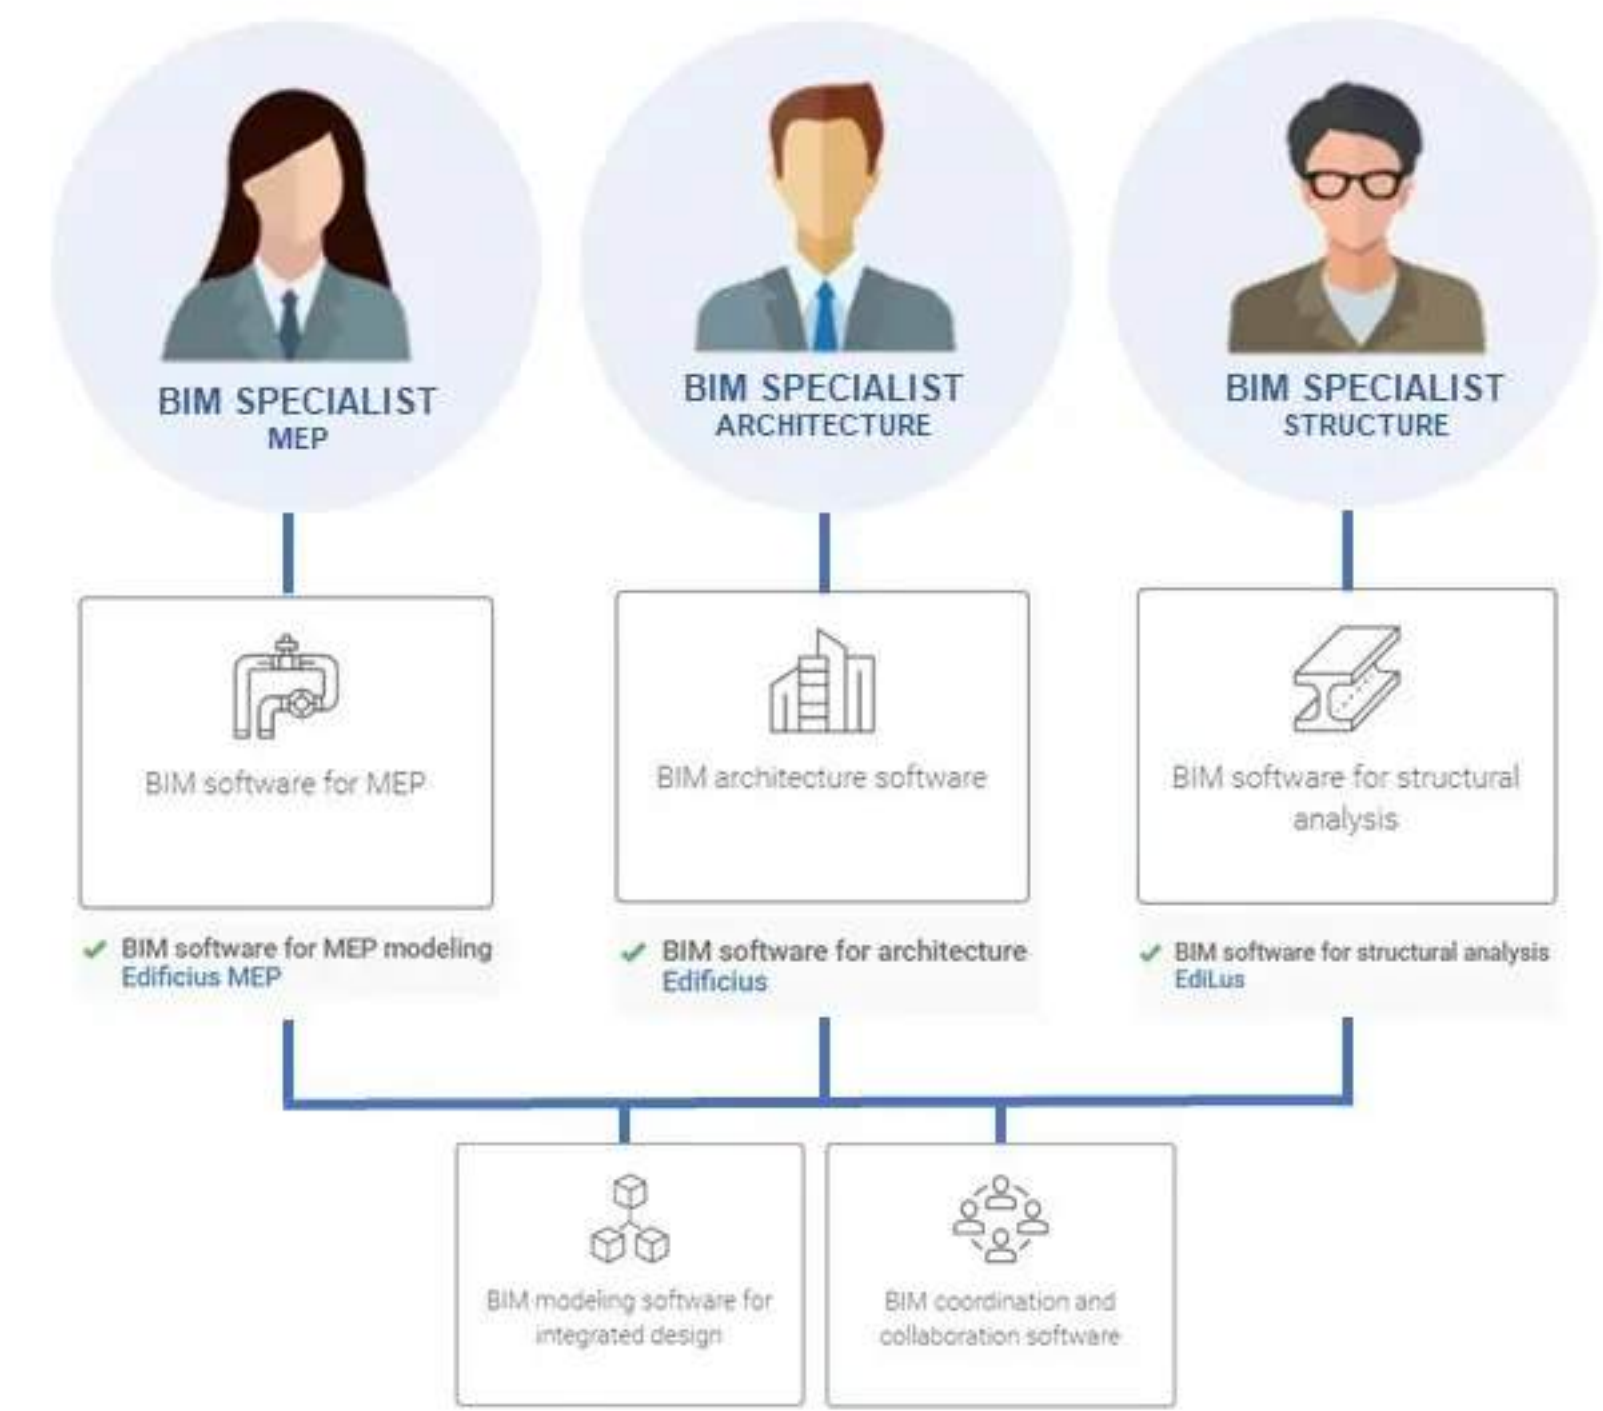 BIM SPECIALIST
MEP
BIM SPECIALIST
ARCHITECTURE
BIM SPECIALIST
STRUCTURE
BIM software for MEP
BIM architecture software
BIM software for structural
analysis
BIM software for MEP modeling
Edificius MEP
BIM software for architecture
Edificius
BIM software for structural analysis
EdiLus
BIM modeling software for
integrated design
BIM coordination and
collaboration software